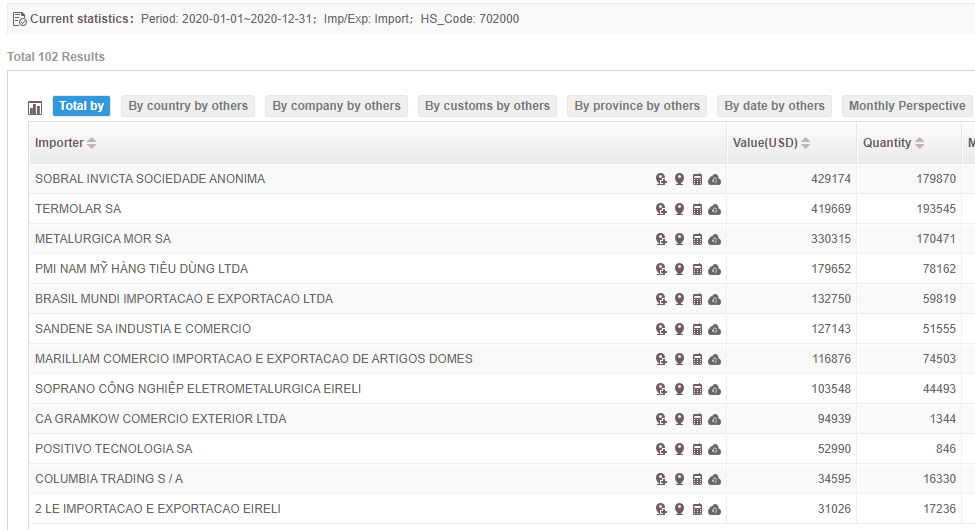 Current statistics: Period: 2020-01-01~2020-12-31; Imp/Exp: Import; HS_Code: 702000
Total 102 Results
Total by By country by others By company by others By customs by others By province by others By date by others Monthly Perspective
Importer Value(USD) Quantity M
SOBRAL INVICTA SOCIEDADE ANONIMA 429174 179870
TERMOLAR SA 419669 193545
METALURGICA MOR SA 330315 170471
PMI NAM MỸ HÀNG TIÊU DÙNG LTDA 179652 78162
BRASIL MUNDI IMPORTACAO E EXPORTACAO LTDA 132750 59819
SANDENE SA INDUSTIA E COMERCIO 127143 51555
MARILLIAM COMERCIO IMPORTACAO E EXPORTACAO DE ARTIGOS DOMES 116876 74503
SOPRANO CÔNG NGHIỆP ELETROMETALURGICA EIRELI 103548 44493
CA GRAMKOW COMERCIO EXTERIOR LTDA 94939 1344
POSITIVO TECNOLOGIA SA 52990 846
COLUMBIA TRADING S / A 34595 16330
2 LE IMPORTACAO E EXPORTACAO EIRELI 31026 17236